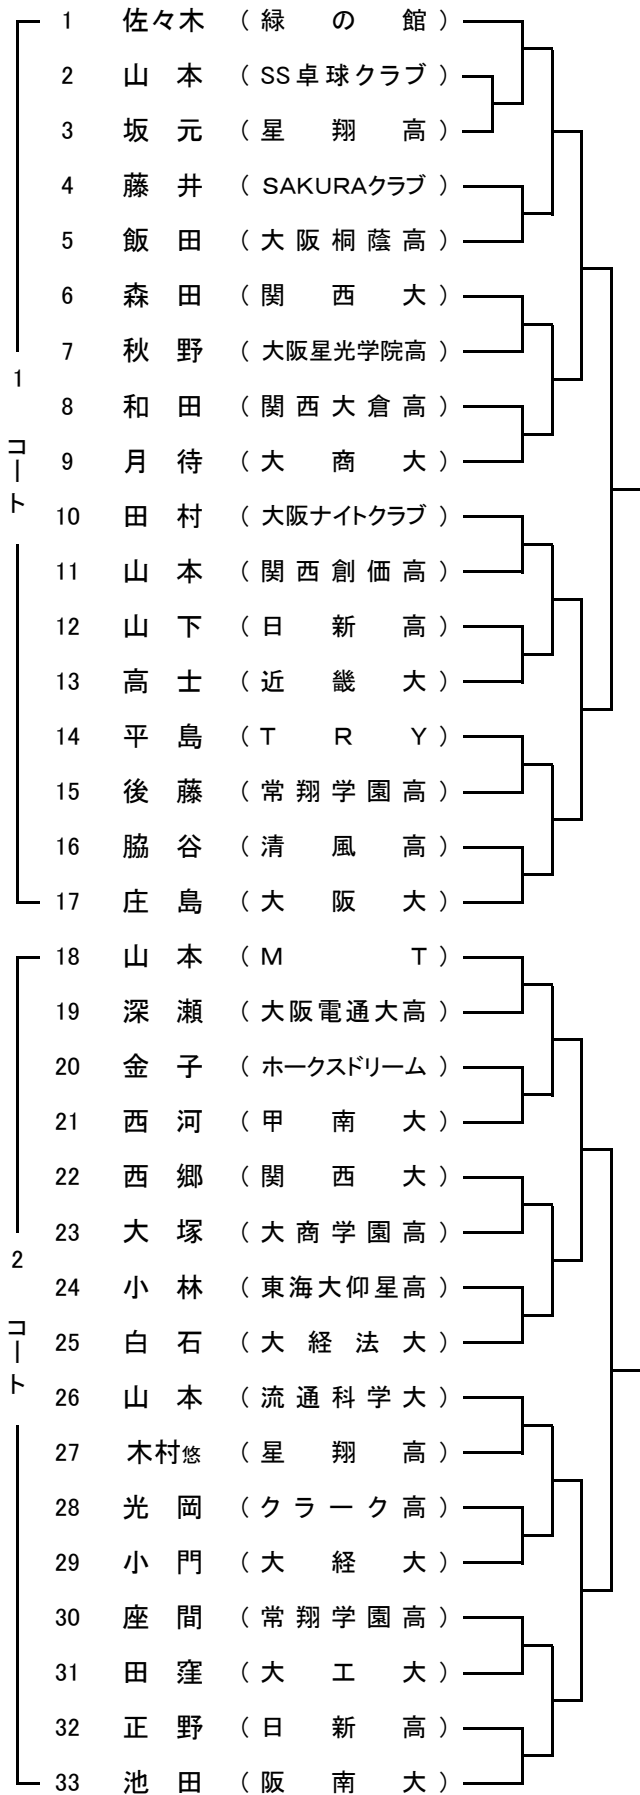 1 佐々木 (緑の館)
2 山本 (SS卓球クラブ)
3 坂元 (星翔高)
4 藤井 (SAKURAクラブ)
5 飯田 (大阪桐蔭高)
6 森田 (関西大)
7 秋野 (大阪星光学院高)
8 和田 (関西大倉高)
9 月待 (大商大)
10 田村 (大阪ナイトクラブ)
11 山本 (関西創価高)
12 山下 (日新高)
13 高士 (近畿大)
14 平島 (TRY)
15 後藤 (常翔学園高)
16 脇谷 (清風高)
17 庄島 (大阪大)
1コート
18 山本 (MT)
19 深瀬 (大阪電通大高)
20 金子 (ホークスドリーム)
21 西河 (甲南大)
22 西郷 (関西大)
23 大塚 (大商学園高)
24 小林 (東海大仰星高)
25 白石 (大経法大)
26 山本 (流通科学大)
27 木村悠 (星翔高)
28 光岡 (クラーク高)
29 小門 (大経大)
30 座間 (常翔学園高)
31 田窪 (大工大)
32 正野 (日新高)
33 池田 (阪南大)
2コート